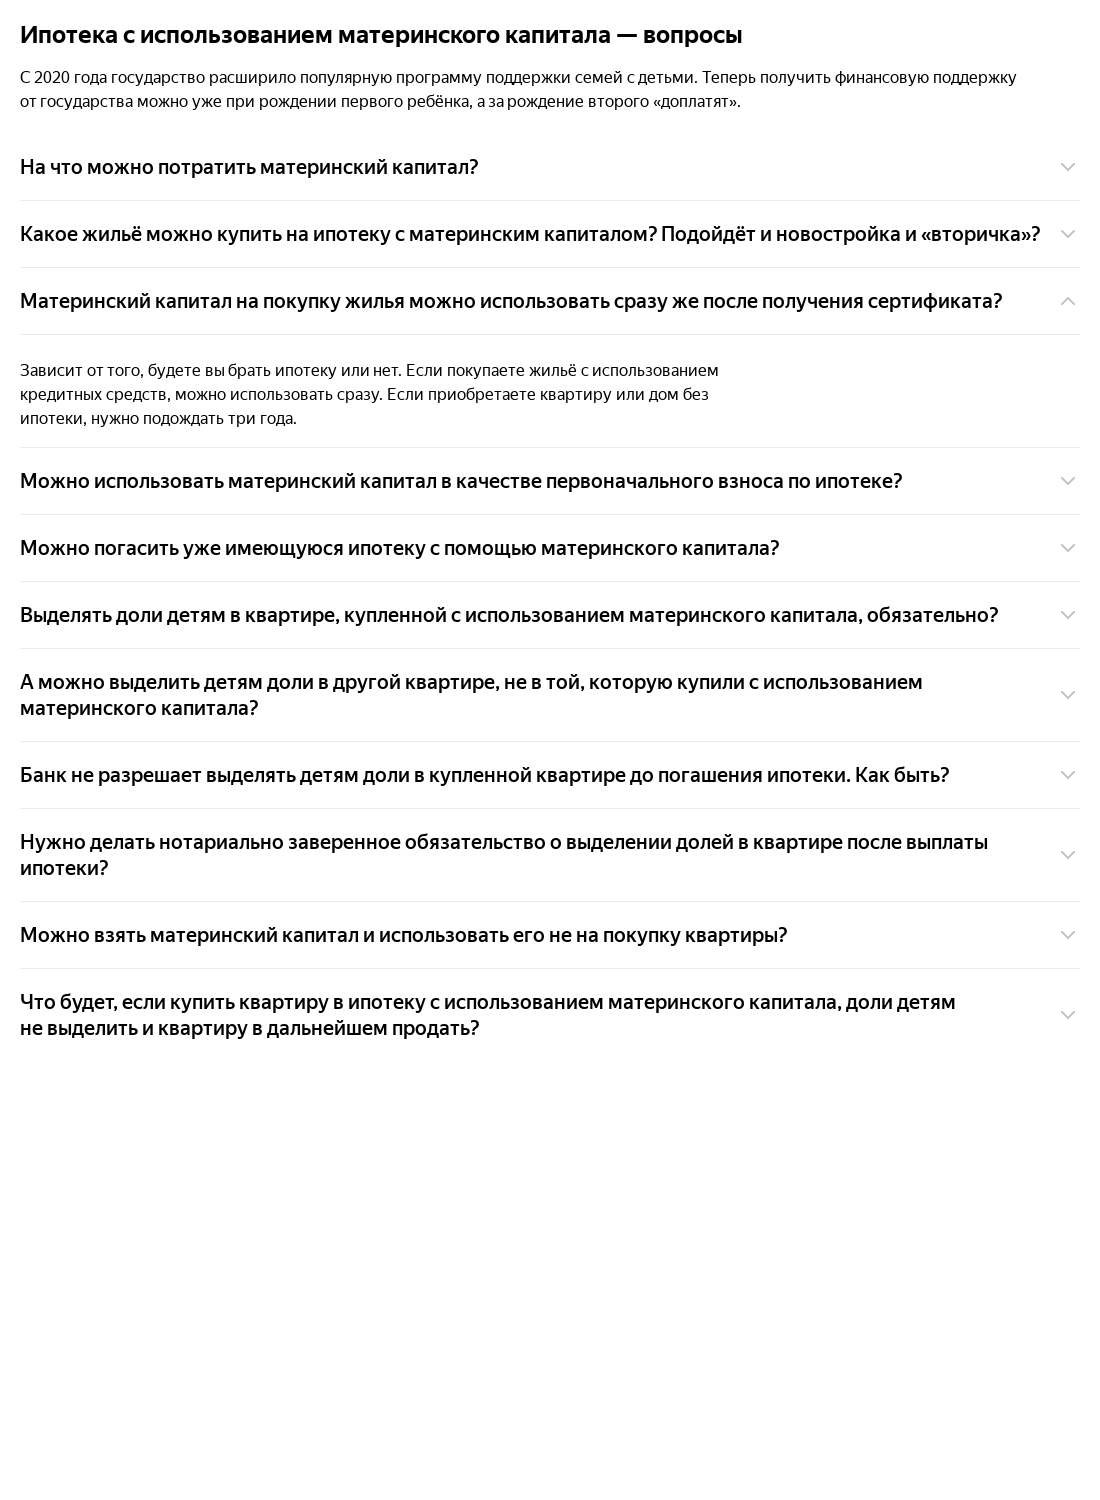 Ипотека с использованием материнского капитала — вопросы
С 2020 года государство расширило популярную программу поддержки семей с детьми. Теперь получить финансовую поддержку
от государства можно уже при рождении первого ребёнка, а за рождение второго «доплатят».
На что можно потратить материнский капитал?
Какое жильё можно купить на ипотеку с материнским капиталом? Подойдёт и новостройка и «вторичка»?
Материнский капитал на покупку жилья можно использовать сразу же после получения сертификата?
Зависит от того, будете вы брать ипотеку или нет. Если покупаете жильё с использованием
кредитных средств, можно использовать сразу. Если приобретаете квартиру или дом без
ипотеки, нужно подождать три года.
Можно использовать материнский капитал в качестве первоначального взноса по ипотеке?
Можно погасить уже имеющуюся ипотеку с помощью материнского капитала?
Выделять доли детям в квартире, купленной с использованием материнского капитала, обязательно?
А можно выделить детям доли в другой квартире, не в той, которую купили с использованием
материнского капитала?
Банк не разрешает выделять детям доли в купленной квартире до погашения ипотеки. Как быть?
Нужно делать нотариально заверенное обязательство о выделении долей в квартире после выплаты
ипотеки?
Можно взять материнский капитал и использовать его не на покупку квартиры?
Что будет, если купить квартиру в ипотеку с использованием материнского капитала, доли детям
не выделить и квартиру в дальнейшем продать?